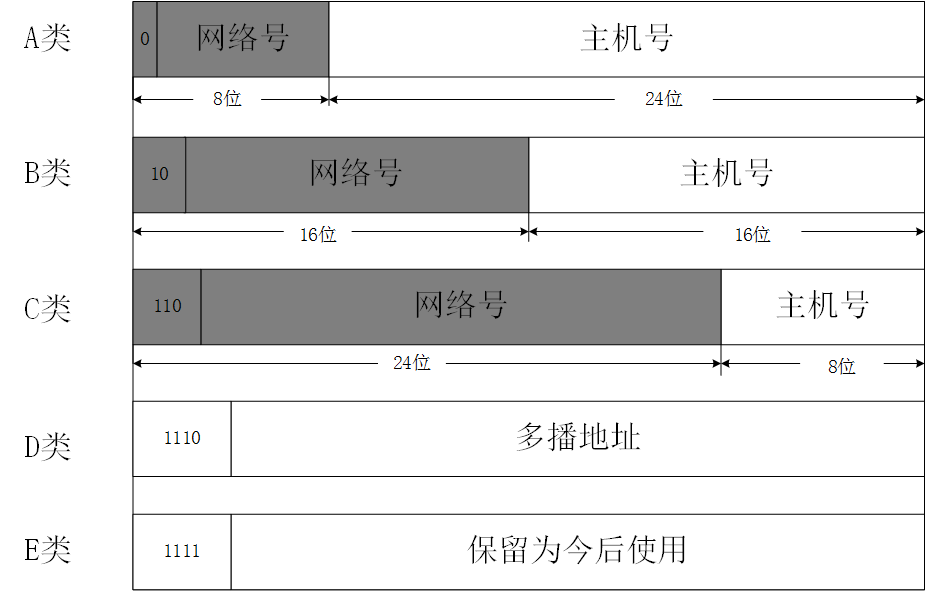 A类 0 网络号 主机号
8位 24位
B类 10 网络号 主机号
16位 16位
C类 110 网络号 主机号
24位 8位
D类 1110 多播地址
E类 1111 保留为今后使用